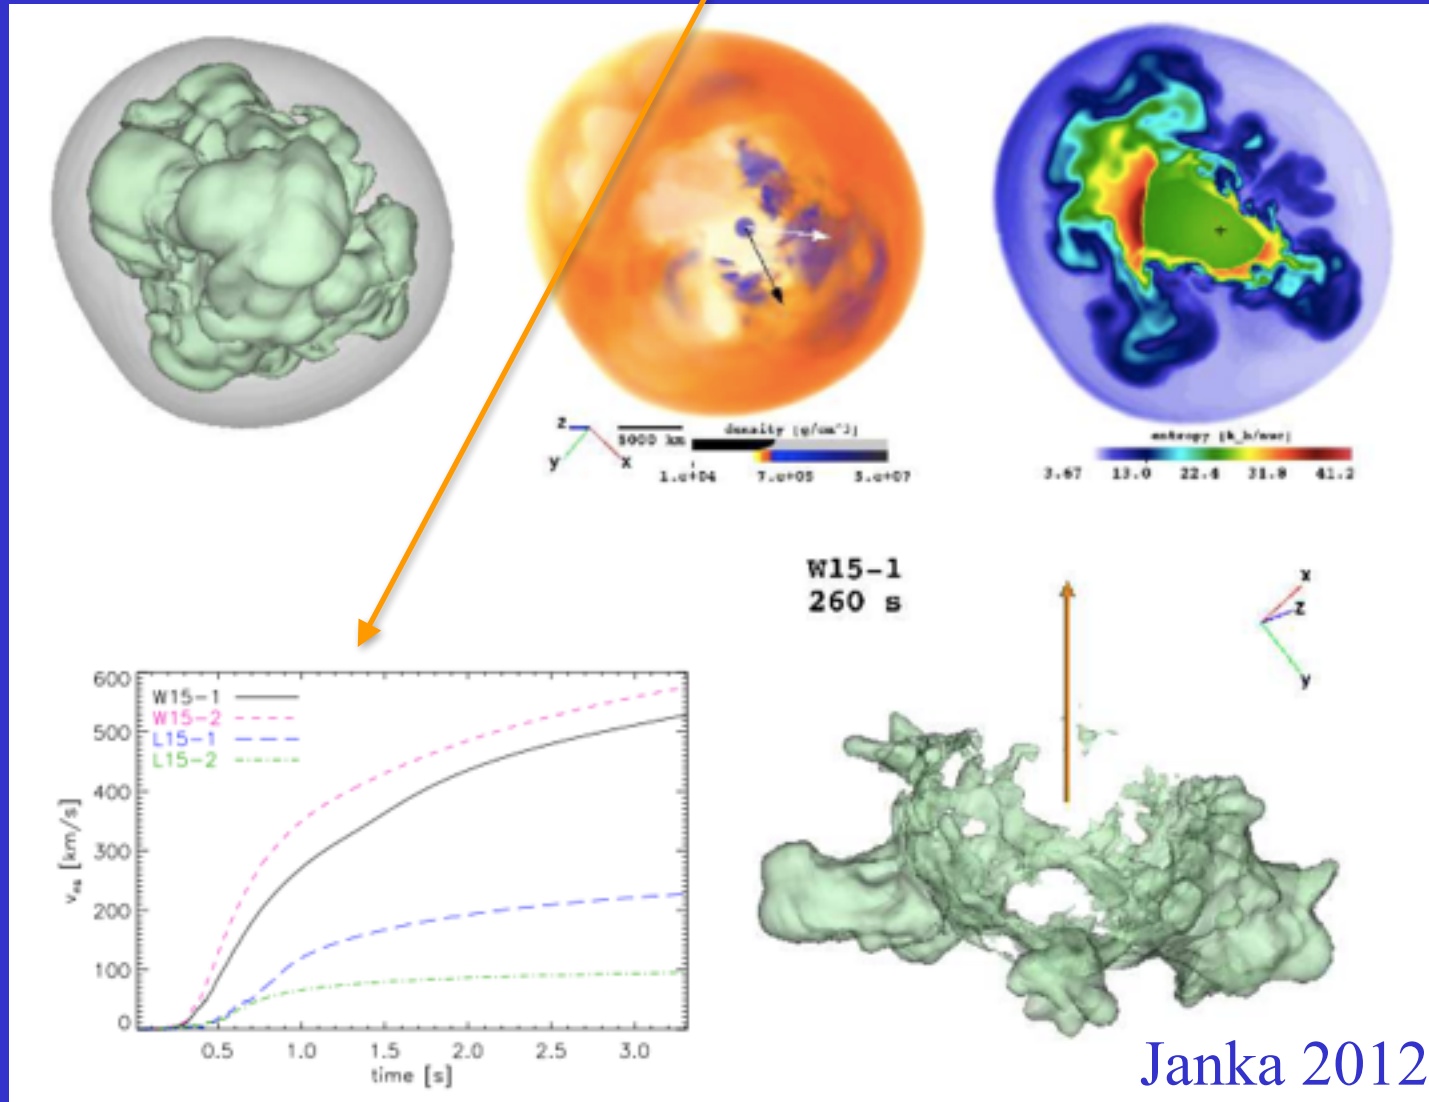 z
y
x
5000 km
density [g/cm^3]
1.e+04 7.e+05 5.e+07
entropy [k_b/nuc]
3.67 13.0 22.4 31.8 41.2
W15-1
260 s
x
z
y
600
500
400
300
200
100
0
W15-1
W15-2
L15-1
L15-2
v_ns [km/s]
0.5 1.0 1.5 2.0 2.5 3.0
time [s]
Janka 2012